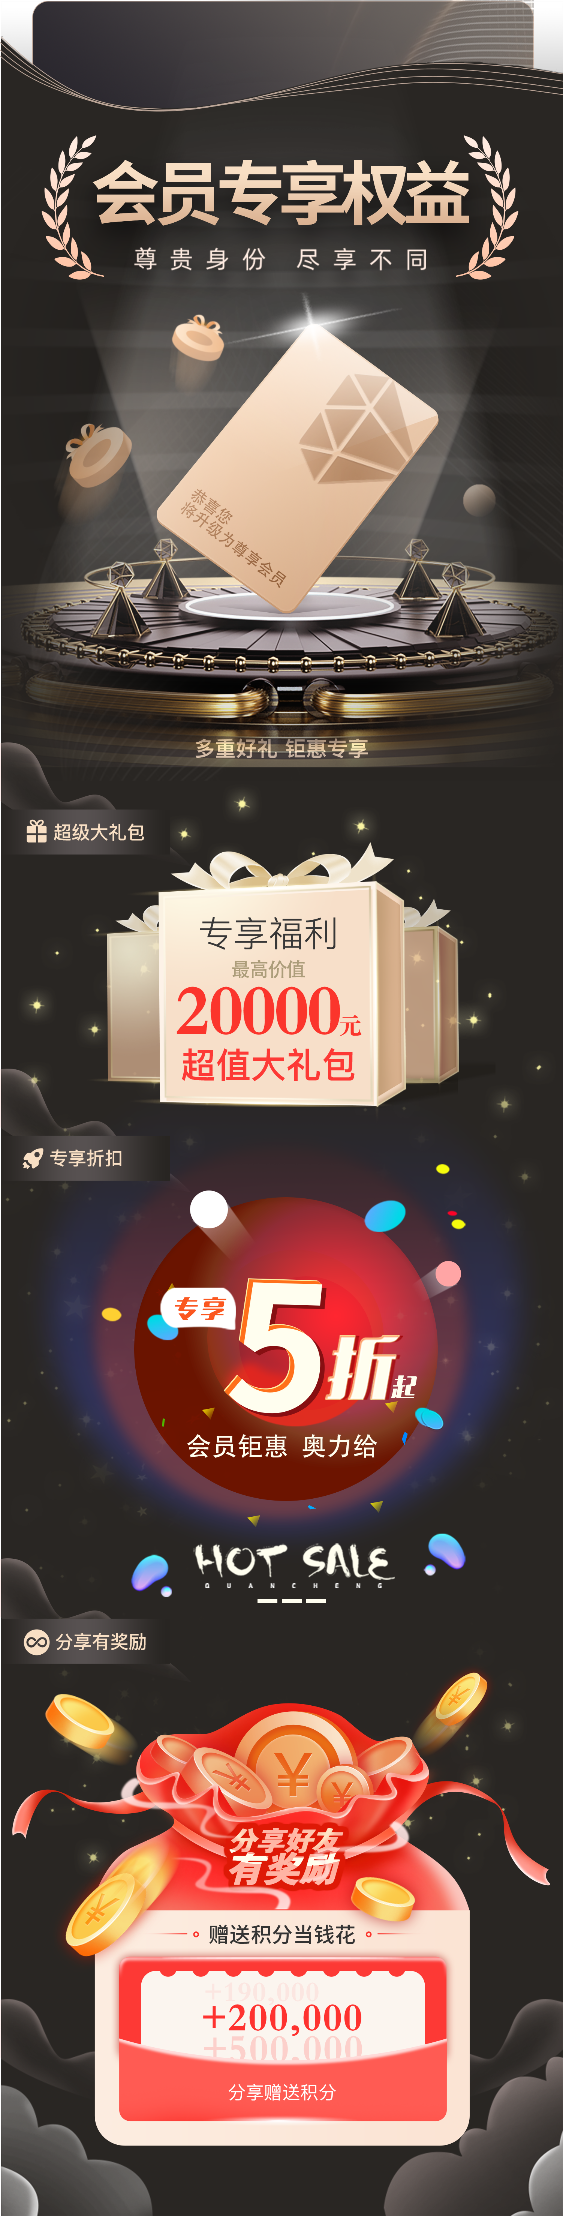 会员专享权益
尊贵身份 尽享不同
恭喜您
将升级为尊享会员
多重好礼 钜惠专享
超级大礼包
专享福利
最高价值
20000元
超值大礼包
专享折扣
专享
5折起
会员钜惠 奥力给
HOT SALE
QUANCHENG
分享有奖励
¥
¥
¥
¥
分享好友
有奖励
¥
赠送积分当钱花
+190,000
+200,000
+500,000
分享赠送积分